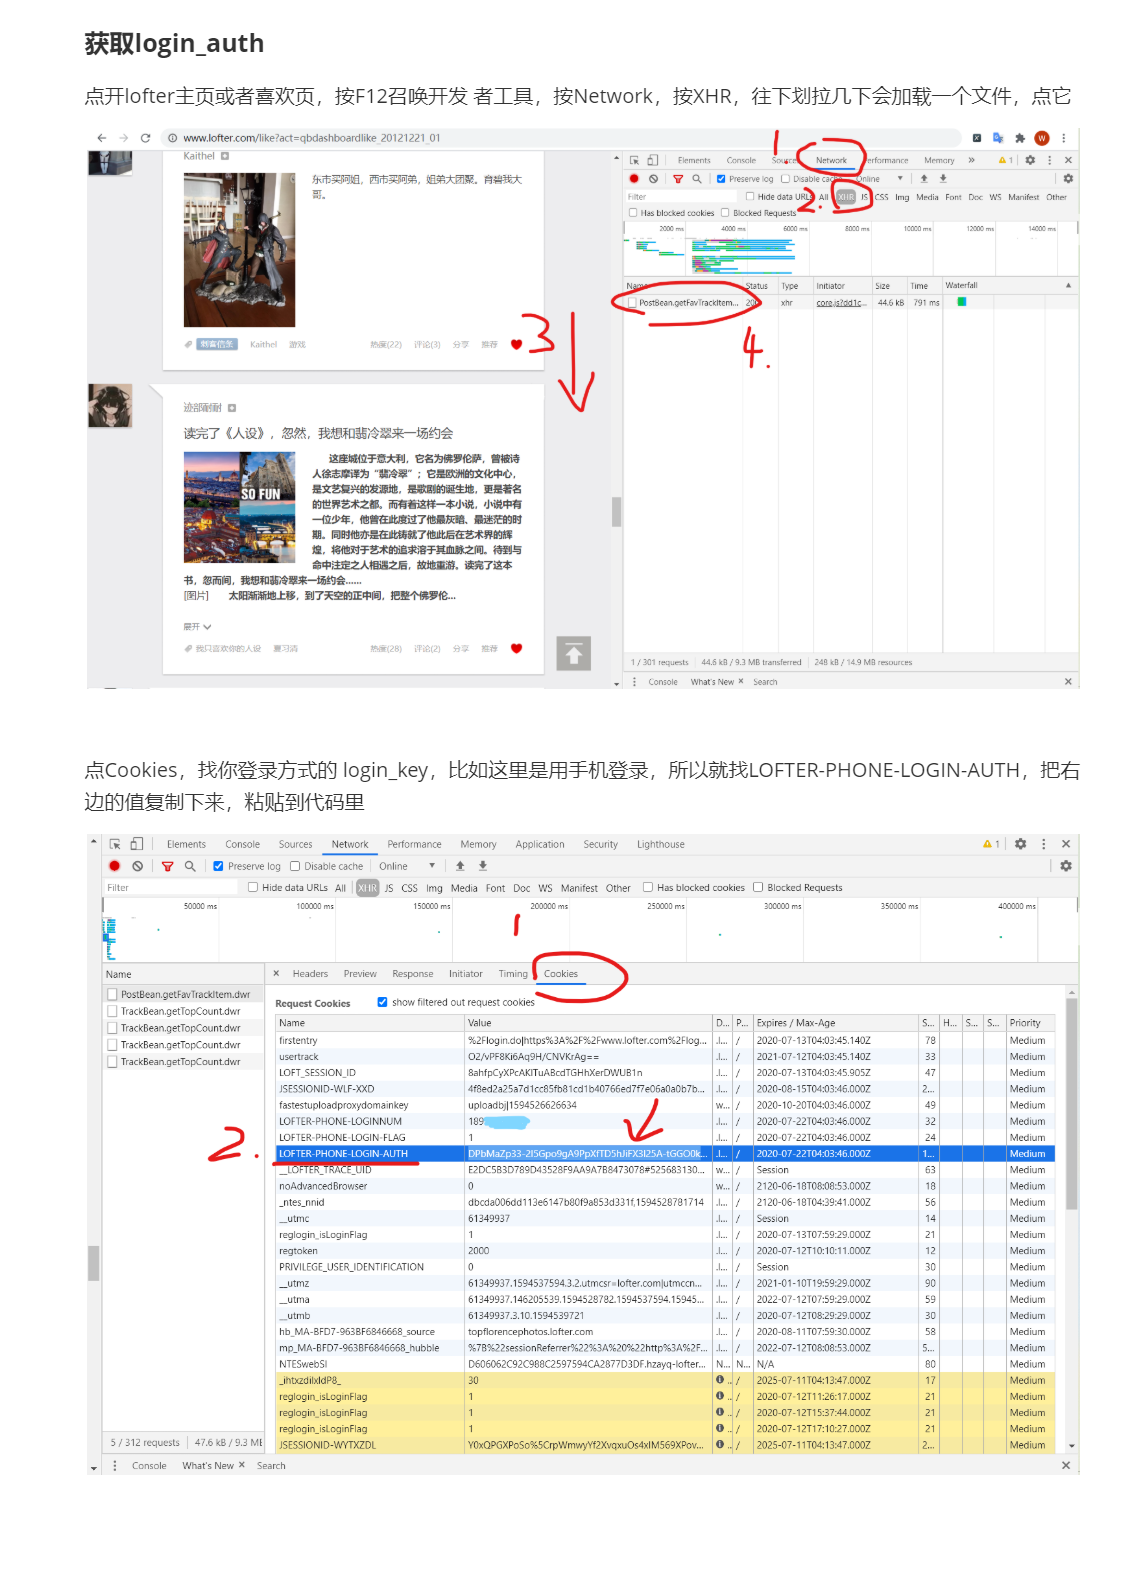 获取login_auth
点开lofter主页或者喜欢页，按F12召唤开发 者工具，按Network，按XHR，往下划拉几下会加载一个文件，点它
www.lofter.com/like?act=qbdashboardlike_20121221_01
W
Kaithel
东市买阿姐，西市买阿弟，姐弟大团聚。育碧我大
哥。
刺客信条 Kaithel 游戏 热度(22) 评论(3) 分享 推荐
读完了《人设》，忽然，我想和翡冷翠来一场约会
SO FUN
这座城位于意大利，它名为佛罗伦萨，曾被诗
人徐志摩译为“翡冷翠”；它是欧洲的文化中心，
是文艺复兴的发源地，是歌剧的诞生地，更是著名
的世界艺术之都。而有着这样一本小说，小说中有
一位少年，他曾在此度过了他最灰暗、最迷茫的时
期。同时他亦是在此铸就了他此后在艺术界的辉
煌，将他对于艺术的追求溶于其血脉之间。待到与
命中注定之人相遇之后，故地重游。读完了这本
书，忽而间，我想和翡冷翠来一场约会......
[图片] 太阳渐渐地上移，到了天空的正中间，把整个佛罗伦...
展开
我只喜欢你的人设 夏习清 热度(28) 评论(2) 分享 推荐
1.
Elements Console Network Performance Memory » 1
Preserve log Disable cache Online
Filter Hide data URLs All XHR JS CSS Img Media Font Doc WS Manifest Other
2.
Has blocked cookies Blocked Requests
2000 ms 4000 ms 6000 ms 8000 ms 10000 ms 12000 ms 14000 ms
Name Status Type Initiator Size Time Waterfall
PostBean.getFavTrackItem... 200 xhr core.js?dd1c... 44.6 kB 791 ms
3
4.
1 / 301 requests 44.6 kB / 9.3 MB transferred 248 kB / 14.9 MB resources
Console What's New × Search
点Cookies，找你登录方式的 login_key，比如这里是用手机登录，所以就找LOFTER-PHONE-LOGIN-AUTH，把右
边的值复制下来，粘贴到代码里
Elements Console Sources Network Performance Memory Application Security Lighthouse 1
Preserve log Disable cache Online
Filter Hide data URLs All XHR JS CSS Img Media Font Doc WS Manifest Other Has blocked cookies Blocked Requests
50000 ms 100000 ms 150000 ms 200000 ms 250000 ms 300000 ms 350000 ms 400000 ms
1
Name
PostBean.getFavTrackItem.dwr
TrackBean.getTopCount.dwr
TrackBean.getTopCount.dwr
TrackBean.getTopCount.dwr
TrackBean.getTopCount.dwr
× Headers Preview Response Initiator Timing Cookies
Request Cookies show filtered out request cookies
Name Value D... P... Expires / Max-Age S... H... S... S... Priority
firstentry %2Flogin.do|https%3A%2F%2Fwww.lofter.com%2Flog... .l... / 2020-07-13T04:03:45.140Z 78 Medium
usertrack O2/vPF8Ki6Aq9H/CNVKrAg== .l... / 2021-07-12T04:03:45.140Z 33 Medium
LOFT_SESSION_ID 8ahfpCyXPcAKITuABcdTGHhXerDWUB1n .l... / 2020-07-13T04:03:45.905Z 47 Medium
JSESSIONID-WLF-XXD 4f8ed2a25a7d1cc85fb81cd1b40766ed7f7e06a0a0b7b... .l... / 2020-08-15T04:03:46.000Z 2... Medium
fastestuploadproxydomainkey uploadbj|1594526626634 w... / 2020-10-20T04:03:46.000Z 49 Medium
LOFTER-PHONE-LOGINNUM 189 .l... / 2020-07-22T04:03:46.000Z 32 Medium
LOFTER-PHONE-LOGIN-FLAG 1 .l... / 2020-07-22T04:03:46.000Z 24 Medium
2.
LOFTER-PHONE-LOGIN-AUTH DPbMaZp33-2I5Gpo9gA9PpXfTD5hJiFX3I25A-tGGO0k... .l... / 2020-07-22T04:03:46.000Z 1... Medium
__LOFTER_TRACE_UID E2DC5B3D789D43528F9AA9A7B8473078#525683130... w... / Session 63 Medium
noAdvancedBrowser 0 w... / 2120-06-18T08:08:53.000Z 18 Medium
_ntes_nnid dbcda006dd113e6147b80f9a853d331f,1594528781714 .l... / 2120-06-18T04:39:41.000Z 56 Medium
__utmc 61349937 .l... / Session 14 Medium
reglogin_isLoginFlag 1 .l... / 2020-07-13T07:59:29.000Z 21 Medium
regtoken 2000 .l... / 2020-07-12T10:10:11.000Z 12 Medium
PRIVILEGE_USER_IDENTIFICATION 0 .l... / Session 30 Medium
__utmz 61349937.1594537594.3.2.utmcsr=lofter.com|utmccn... .l... / 2021-01-10T19:59:29.000Z 90 Medium
__utma 61349937.146205539.1594528782.1594537594.15945... .l... / 2022-07-12T07:59:29.000Z 59 Medium
__utmb 61349937.3.10.1594539721 .l... / 2020-07-12T08:29:29.000Z 30 Medium
hb_MA-BFD7-963BF6846668_source topflorencephotos.lofter.com .l... / 2020-08-11T07:59:30.000Z 58 Medium
mp_MA-BFD7-963BF6846668_hubble %7B%22sessionReferrer%22%3A%20%22http%3A%2F... .l... / 2022-07-12T08:08:53.000Z 5... Medium
NTESwebSI D606062C92C988C2597594CA2877D3DF.hzayq-lofter... N... N... N/A 80 Medium
_ihtxzdilxldP8_ 30 / 2025-07-11T04:13:47.000Z 17 Medium
reglogin_isLoginFlag 1 / 2020-07-12T11:26:17.000Z 21 Medium
reglogin_isLoginFlag 1 / 2020-07-12T15:37:44.000Z 21 Medium
reglogin_isLoginFlag 1 / 2020-07-12T17:10:27.000Z 21 Medium
JSESSIONID-WYTXZDL Y0xQPGXPoSo%5CrpWmwyYf2XvqxuOs4xIM569XPov... / 2025-07-11T04:13:47.000Z 2... Medium
5 / 312 requests 47.6 kB / 9.3 ME
Console What's New × Search